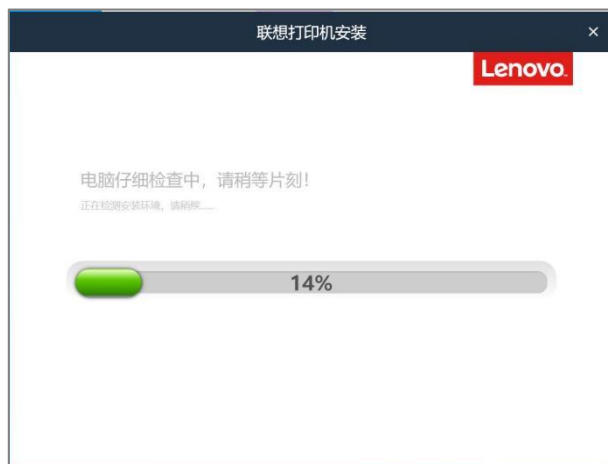 联想打印机安装
×
Lenovo.
电脑仔细检查中，请稍等片刻！
正在检测安装环境，请稍候......
14%